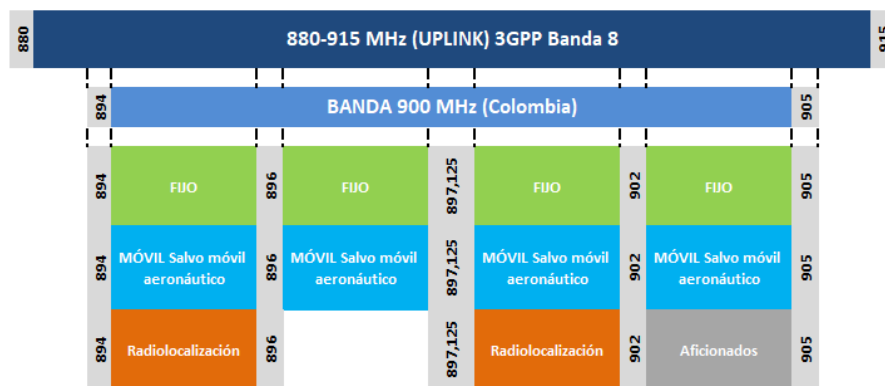 880
880-915 MHz (UPLINK) 3GPP Banda 8
915
894
BANDA 900 MHz (Colombia)
905
894
FIJO
896
FIJO
897,125
FIJO
902
FIJO
905
894
MÓVIL Salvo móvil
aeronáutico
896
MÓVIL Salvo móvil
aeronáutico
897,125
MÓVIL Salvo móvil
aeronáutico
902
MÓVIL Salvo móvil
aeronáutico
905
894
Radiolocalización
896
897,125
Radiolocalización
902
Aficionados
905